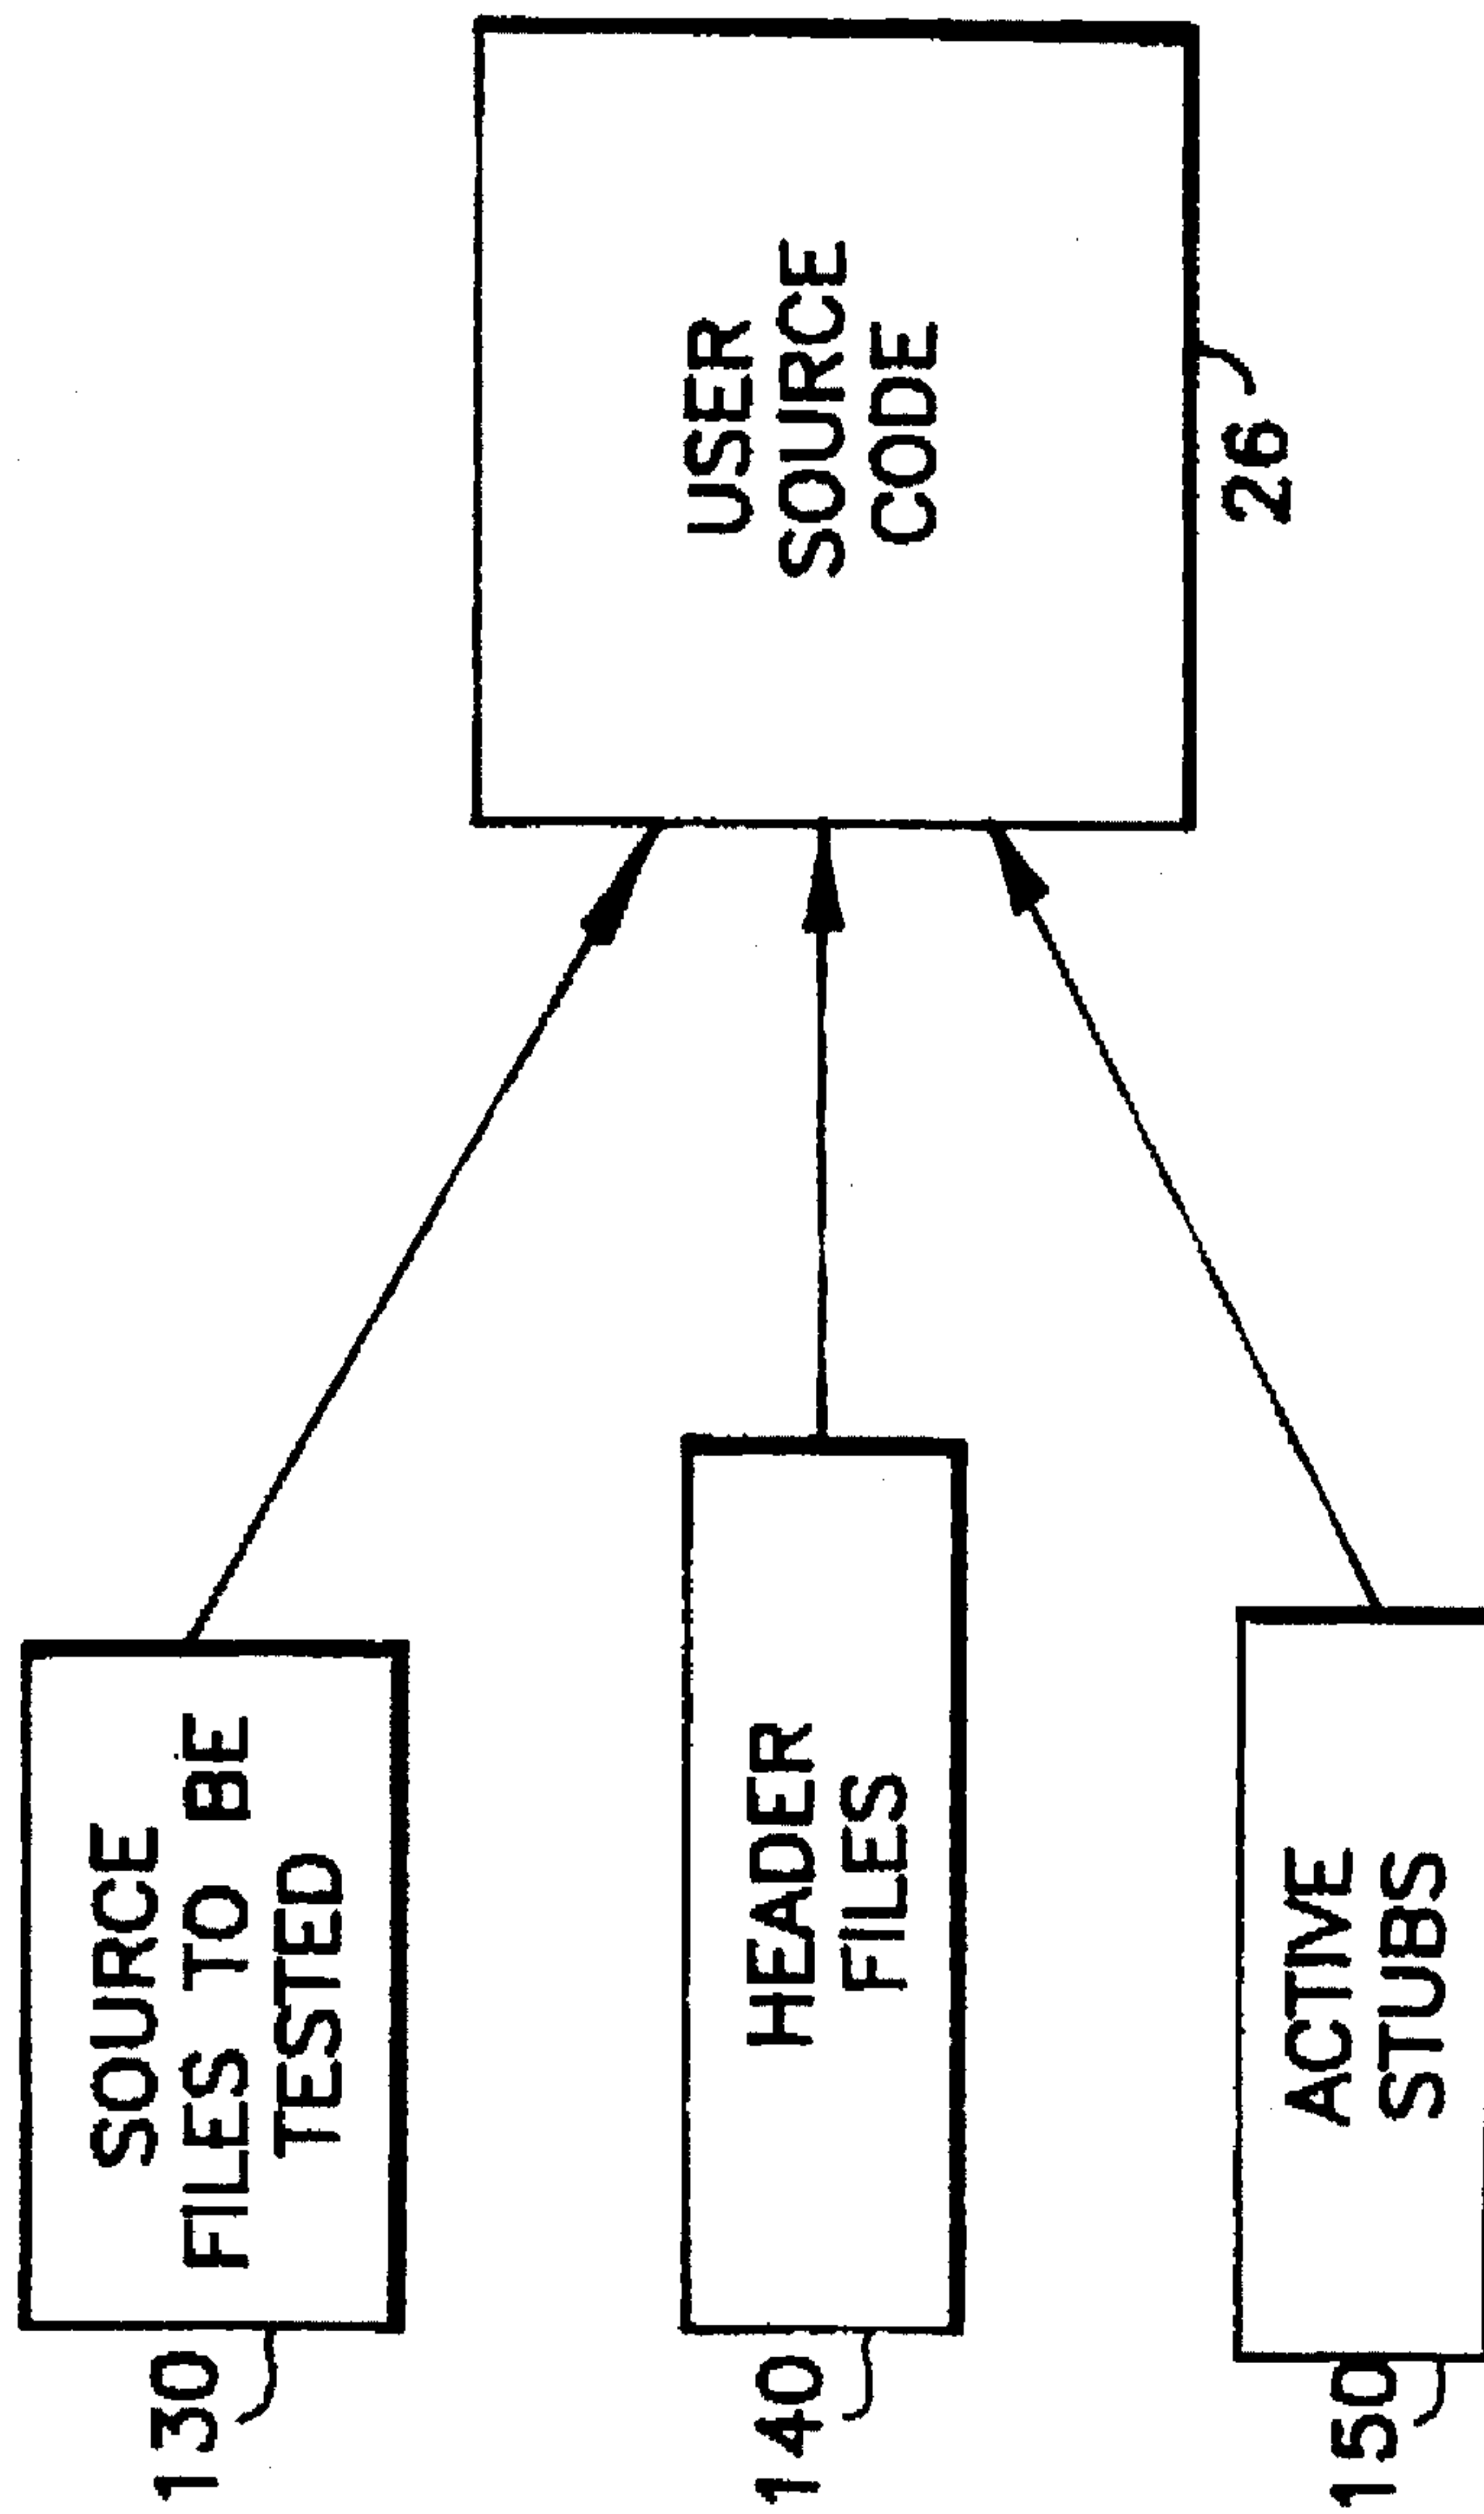 130
SOURCE
FILES TO BE
TESTED
140
HEADER
FILES
150
ACTIVE
STUBS
USER
SOURCE
CODE
26